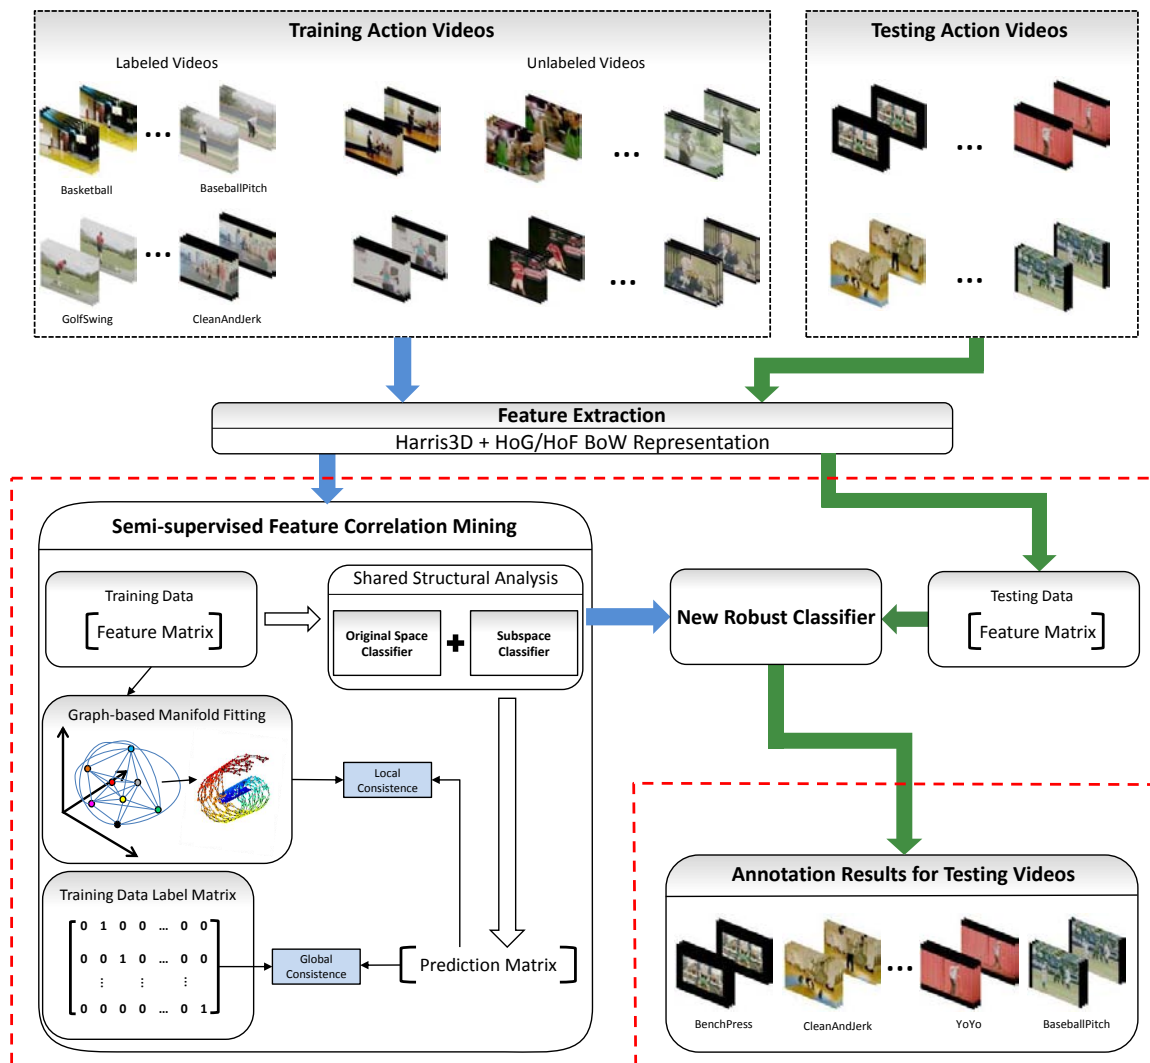 Training Action Videos
Labeled Videos
Unlabeled Videos
...
...
Basketball
BaseballPitch
...
...
GolfSwing
CleanAndJerk
Testing Action Videos
...
...
Feature Extraction
Harris3D + HoG/HoF BoW Representation
Semi-supervised Feature Correlation Mining
Training Data
[Feature Matrix]
Shared Structural Analysis
Original Space
Classifier
+
Subspace
Classifier
New Robust Classifier
Testing Data
[Feature Matrix]
Graph-based Manifold Fitting
Local
Consistence
Training Data Label Matrix
0 1 0 0 ... 0 0
0 0 1 0 ... 0 0
⋮ ⋮ ⋮
0 0 0 0 ... 0 1
Global
Consistence
[Prediction Matrix]
Annotation Results for Testing Videos
...
BenchPress
CleanAndJerk
YoYo
BaseballPitch